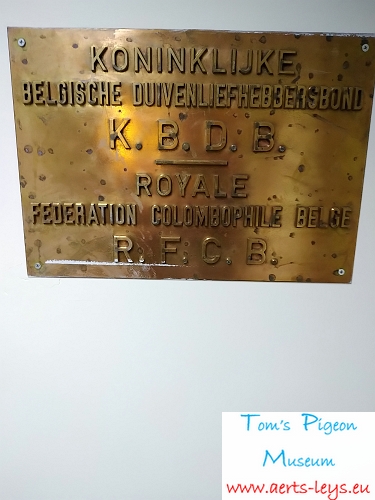 KONINKLIJKE
BELGISCHE DUIVENLIEFHEBBERSBOND
K. B. D. B.
ROYALE
FEDERATION COLOMBOPHILE BELGE
R. F. C. B.
Tom's Pigeon
Museum
www.aerts-leys.eu